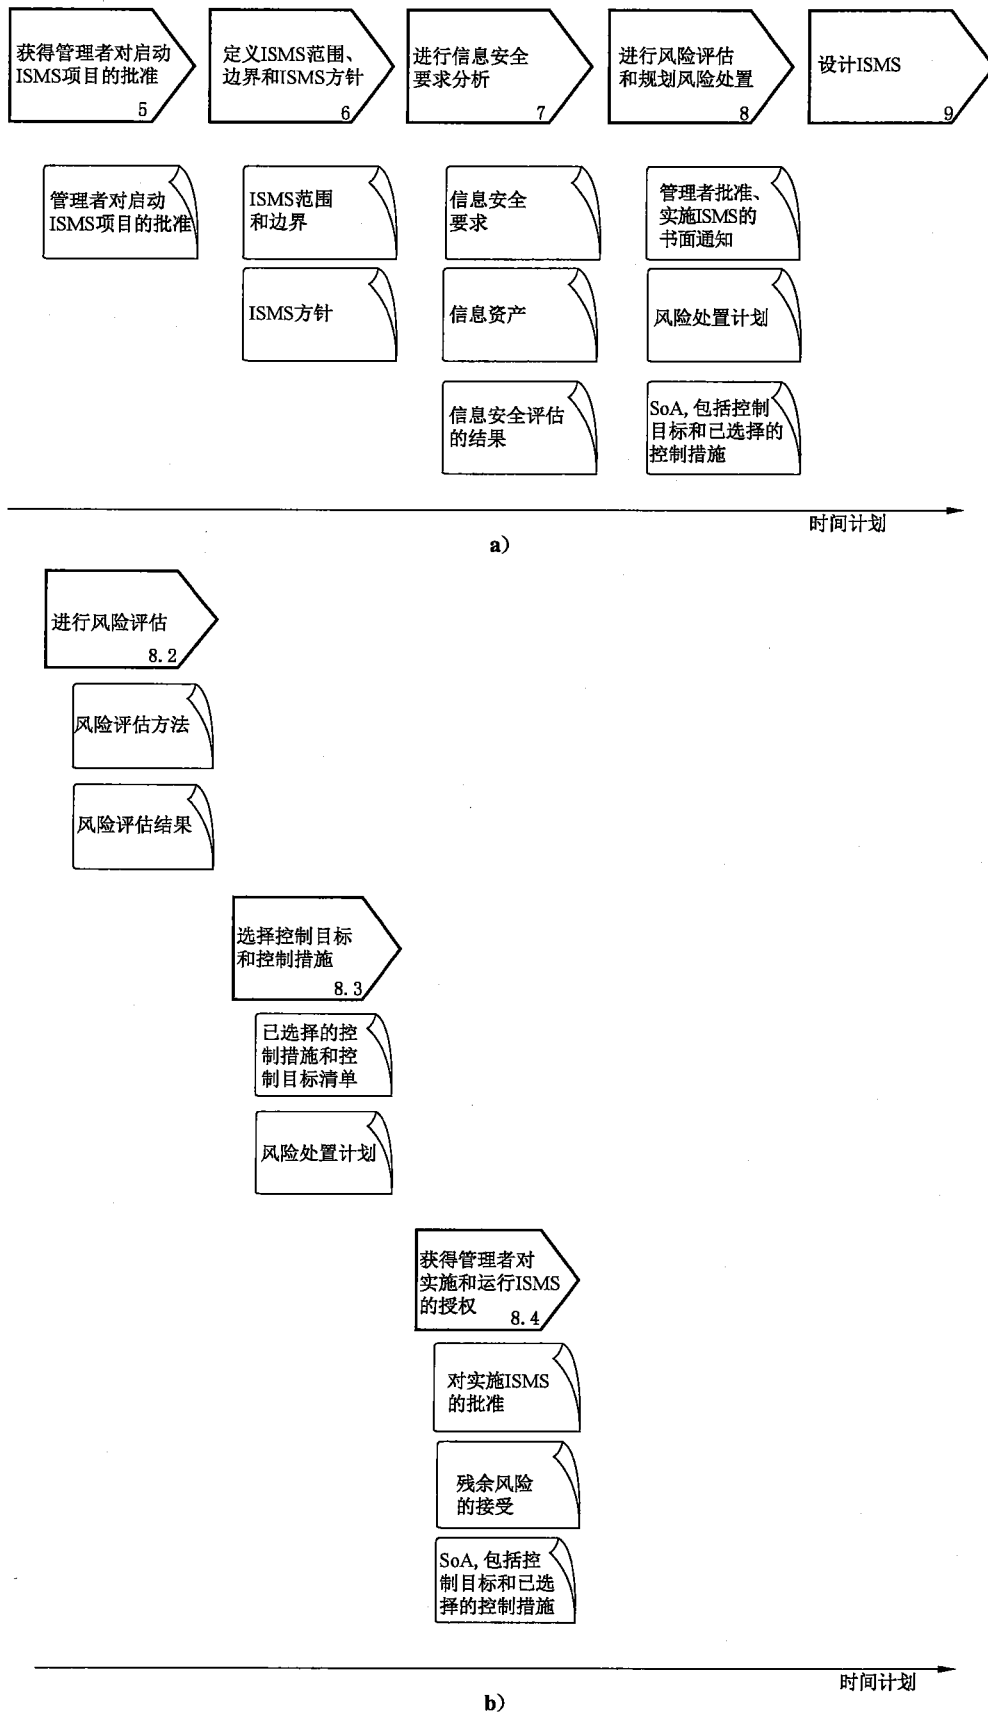 获得管理者对启动
ISMS项目的批准
5
定义ISMS范围、
边界和ISMS方针
6
进行信息安全
要求分析
7
进行风险评估
和规划风险处置
8
设计ISMS
9
管理者对启动
ISMS项目的批准
ISMS范围
和边界
信息安全
要求
管理者批准、
实施ISMS的
书面通知
ISMS方针
信息资产
风险处置计划
信息安全评估
的结果
SoA, 包括控制
目标和已选择的
控制措施
时间计划
a)
进行风险评估
8.2
风险评估方法
风险评估结果
选择控制目标
和控制措施
8.3
已选择的控
制措施和控
制目标清单
风险处置计划
获得管理者对
实施和运行ISMS
的授权
8.4
对实施ISMS
的批准
残余风险
的接受
SoA, 包括控
制目标和已选
择的控制措施
时间计划
b)